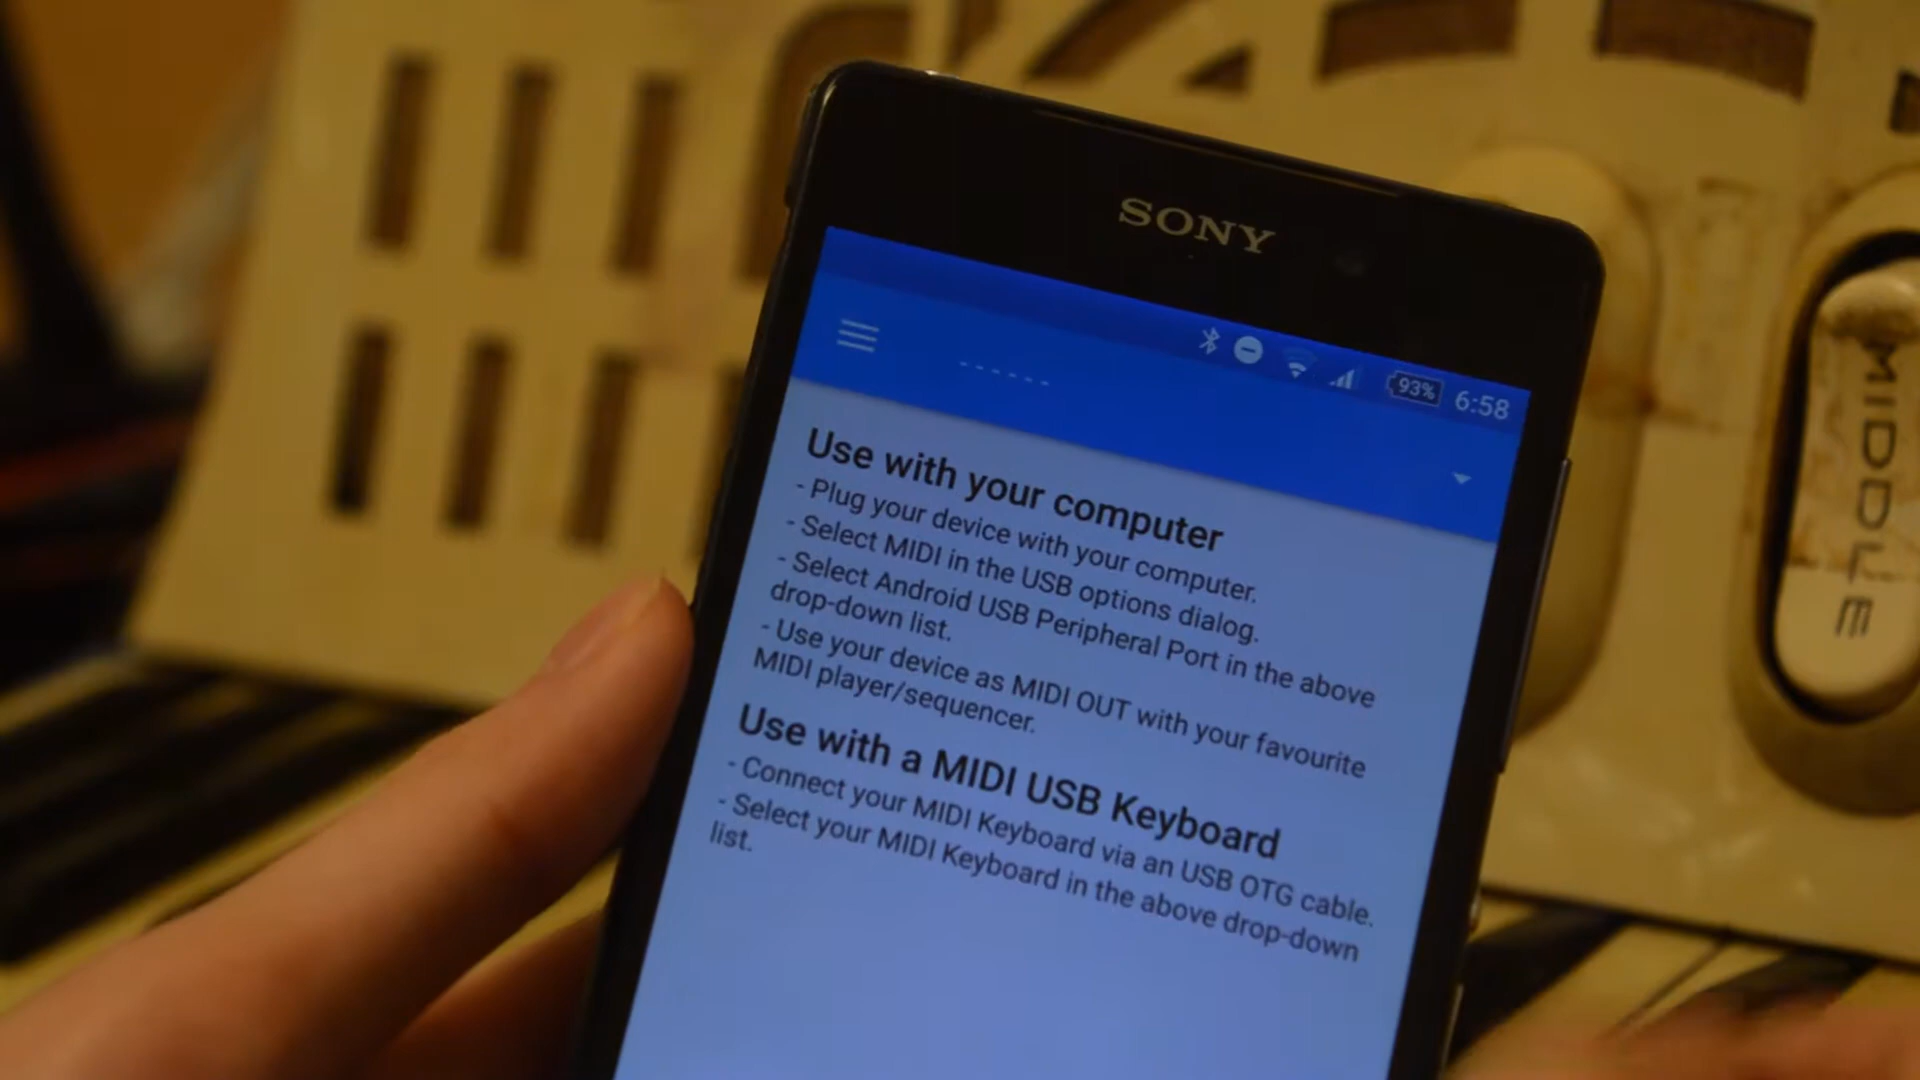 SONY
93% 6:58
------
Use with your computer
- Plug your device with your computer.
- Select MIDI in the USB options dialog.
- Select Android USB Peripheral Port in the above
drop-down list.
- Use your device as MIDI OUT with your favourite
MIDI player/sequencer.
Use with a MIDI USB Keyboard
- Connect your MIDI Keyboard via an USB OTG cable.
- Select your MIDI Keyboard in the above drop-down
list.
MIDDLE